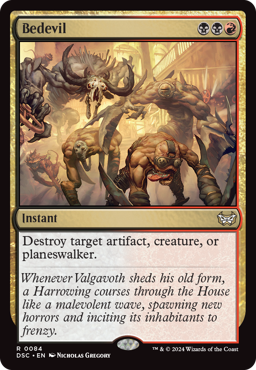 Bedevil
Instant
Destroy target artifact, creature, or
planeswalker.
Whenever Valgavoth sheds his old form,
a Harrowing courses through the House
like a malevolent wave, spawning new
horrors and inciting its inhabitants to
frenzy.
R 0084
DSC • EN Nicholas Gregory
™ & © 2024 Wizards of the Coast